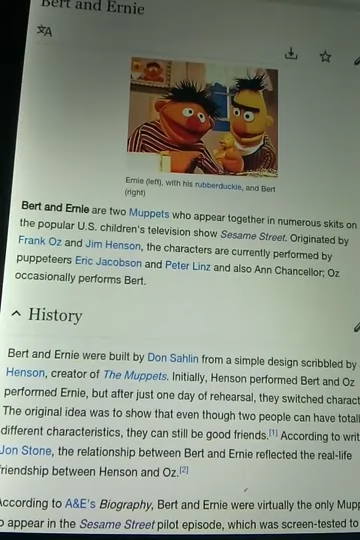 Bert and Ernie
Ernie (left), with his rubberduckie, and Bert
(right)
Bert and Ernie are two Muppets who appear together in numerous skits on
the popular U.S. children's television show Sesame Street. Originated by
Frank Oz and Jim Henson, the characters are currently performed by
puppeteers Eric Jacobson and Peter Linz and also Ann Chancellor; Oz
occasionally performs Bert.
History
Bert and Ernie were built by Don Sahlin from a simple design scribbled by
Henson, creator of The Muppets. Initially, Henson performed Bert and Oz
performed Ernie, but after just one day of rehearsal, they switched charact
The original idea was to show that even though two people can have total
different characteristics, they can still be good friends.[1] According to writ
Jon Stone, the relationship between Bert and Ernie reflected the real-life
friendship between Henson and Oz.[2]
According to A&E's Biography, Bert and Ernie were virtually the only Mupp
o appear in the Sesame Street pilot episode, which was screen-tested to